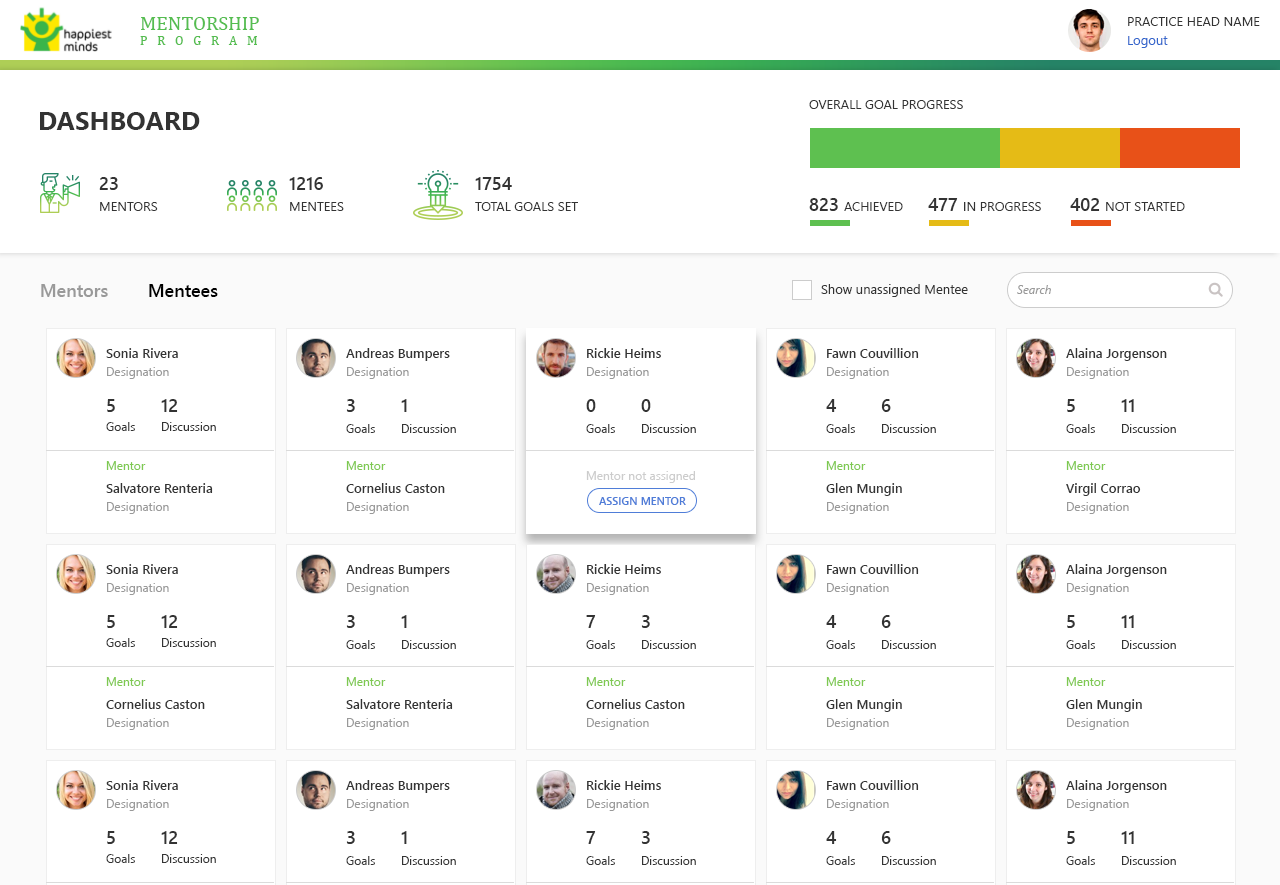 happiest
minds
MENTORSHIP
PROGRAM
PRACTICE HEAD NAME
Logout
DASHBOARD
23
MENTORS
1216
MENTEES
1754
TOTAL GOALS SET
OVERALL GOAL PROGRESS
823 ACHIEVED 477 IN PROGRESS 402 NOT STARTED
Mentors Mentees
Show unassigned Mentee
Search
Sonia Rivera
Designation
5 12
Goals Discussion
Mentor
Salvatore Renteria
Designation
Andreas Bumpers
Designation
3 1
Goals Discussion
Mentor
Cornelius Caston
Designation
Rickie Heims
Designation
0 0
Goals Discussion
Mentor not assigned
ASSIGN MENTOR
Fawn Couvillion
Designation
4 6
Goals Discussion
Mentor
Glen Mungin
Designation
Alaina Jorgenson
Designation
5 11
Goals Discussion
Mentor
Virgil Corrao
Designation
Sonia Rivera
Designation
5 12
Goals Discussion
Mentor
Cornelius Caston
Designation
Andreas Bumpers
Designation
3 1
Goals Discussion
Mentor
Salvatore Renteria
Designation
Rickie Heims
Designation
7 3
Goals Discussion
Mentor
Cornelius Caston
Designation
Fawn Couvillion
Designation
4 6
Goals Discussion
Mentor
Glen Mungin
Designation
Alaina Jorgenson
Designation
5 11
Goals Discussion
Mentor
Glen Mungin
Designation
Sonia Rivera
Designation
5 12
Goals Discussion
Andreas Bumpers
Designation
3 1
Goals Discussion
Rickie Heims
Designation
7 3
Goals Discussion
Fawn Couvillion
Designation
4 6
Goals Discussion
Alaina Jorgenson
Designation
5 11
Goals Discussion